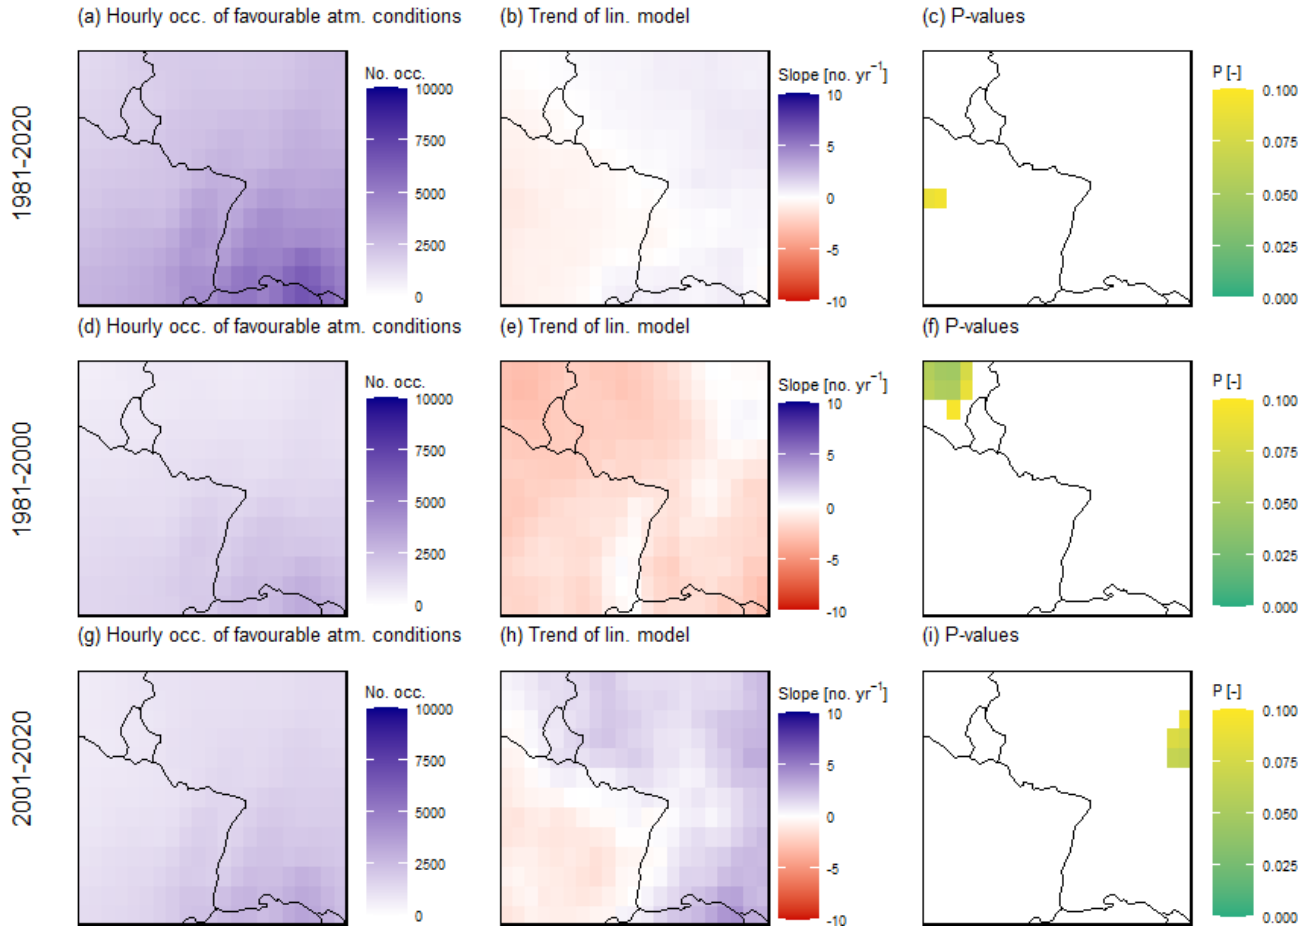 (a) Hourly occ. of favourable atm. conditions
(b) Trend of lin. model
(c) P-values
1981-2020
No. occ.
10000
7500
5000
2500
0
Slope [no. yr⁻¹]
10
5
0
-5
-10
P [-]
0.100
0.075
0.050
0.025
0.000
(d) Hourly occ. of favourable atm. conditions
(e) Trend of lin. model
(f) P-values
1981-2000
No. occ.
10000
7500
5000
2500
0
Slope [no. yr⁻¹]
10
5
0
-5
-10
P [-]
0.100
0.075
0.050
0.025
0.000
(g) Hourly occ. of favourable atm. conditions
(h) Trend of lin. model
(i) P-values
2001-2020
No. occ.
10000
7500
5000
2500
0
Slope [no. yr⁻¹]
10
5
0
-5
-10
P [-]
0.100
0.075
0.050
0.025
0.000